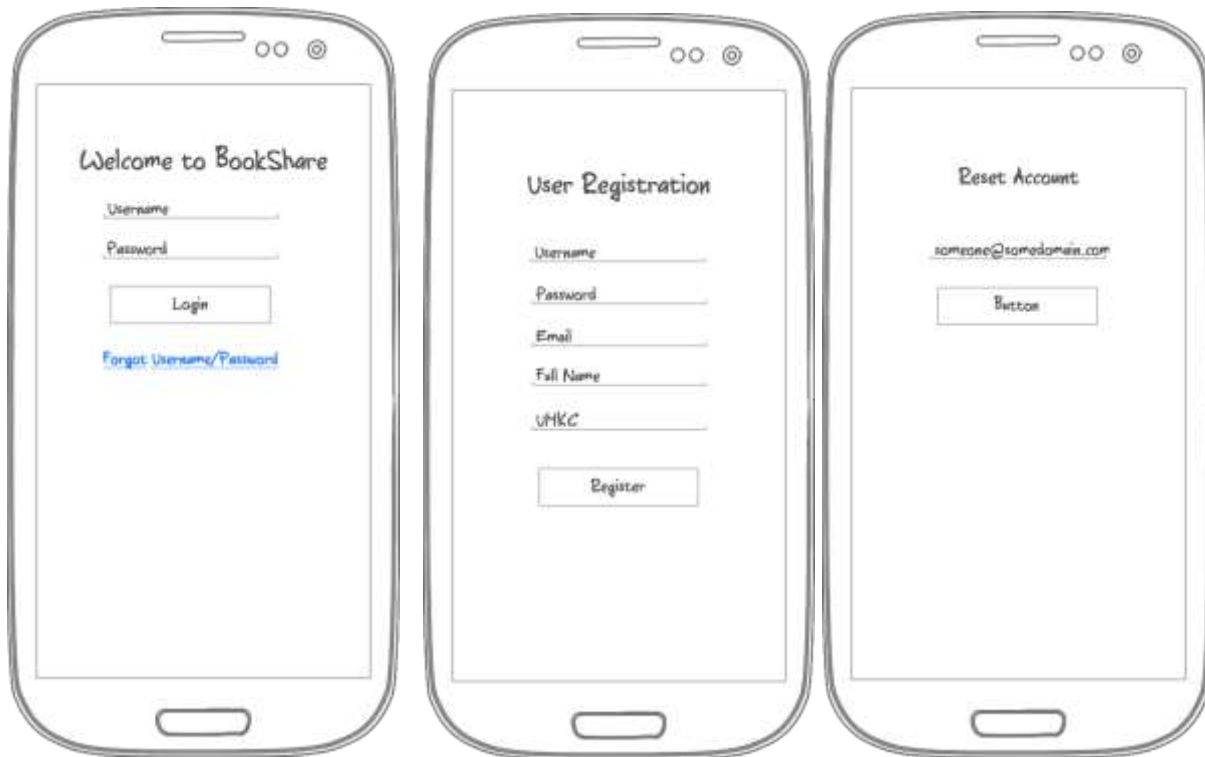 Welcome to BookShare
Username
Password
Login
Forgot Username/Password
User Registration
Username
Password
Email
Full Name
UMKC
Register
Reset Account
someone@somedomain.com
Button